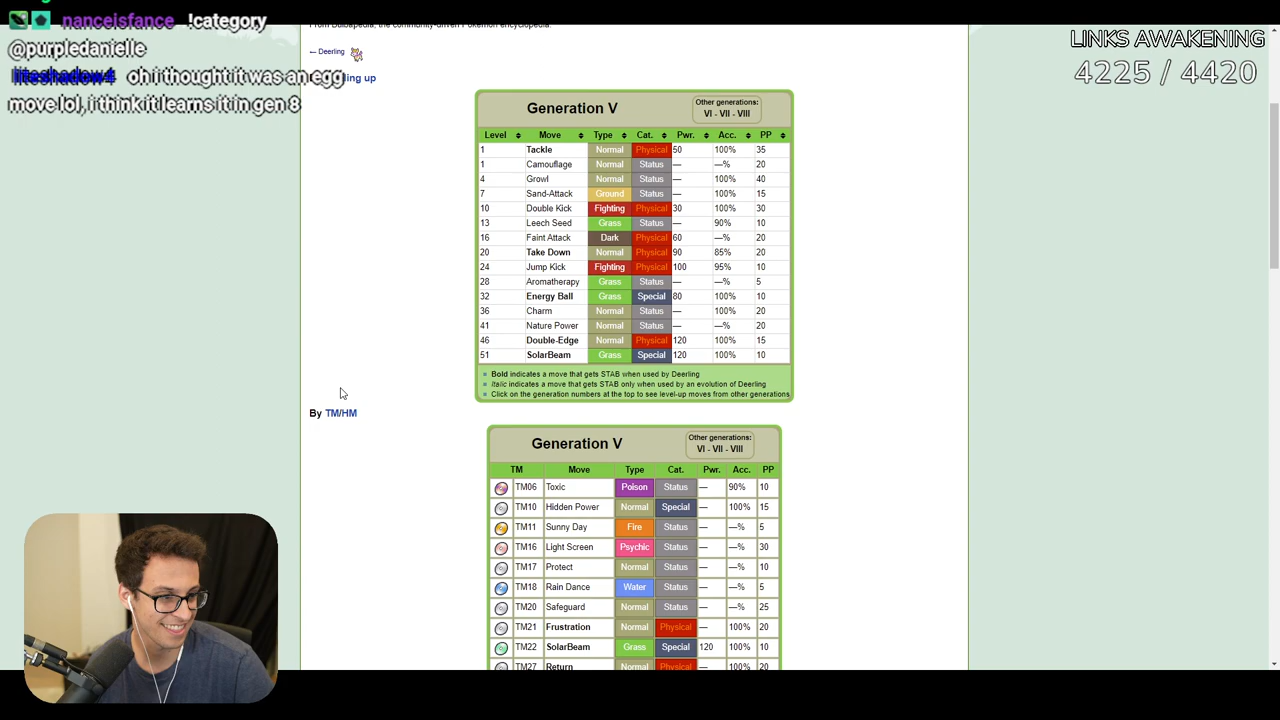 nanceisfance !category
@purpledanielle
liteshadow4 oh i thought it was an egg
move lol, i think it learns it in gen 8
LINKS AWAKENING
4225 / 4420
From Bulbapedia, the community-driven Pokémon encyclopedia.
← Deerling
ling up
Generation V
Other generations:
VI - VII - VIII
Level Move Type Cat. Pwr. Acc. PP
1 Tackle Normal Physical 50 100% 35
1 Camouflage Normal Status — —% 20
4 Growl Normal Status — 100% 40
7 Sand-Attack Ground Status — 100% 15
10 Double Kick Fighting Physical 30 100% 30
13 Leech Seed Grass Status — 90% 10
16 Faint Attack Dark Physical 60 —% 20
20 Take Down Normal Physical 90 85% 20
24 Jump Kick Fighting Physical 100 95% 10
28 Aromatherapy Grass Status — —% 5
32 Energy Ball Grass Special 80 100% 10
36 Charm Normal Status — 100% 20
41 Nature Power Normal Status — —% 20
46 Double-Edge Normal Physical 120 100% 15
51 SolarBeam Grass Special 120 100% 10
Bold indicates a move that gets STAB when used by Deerling
Italic indicates a move that gets STAB only when used by an evolution of Deerling
Click on the generation numbers at the top to see level-up moves from other generations
By TM/HM
Generation V
Other generations:
VI - VII - VIII
TM Move Type Cat. Pwr. Acc. PP
TM06 Toxic Poison Status — 90% 10
TM10 Hidden Power Normal Special — 100% 15
TM11 Sunny Day Fire Status — —% 5
TM16 Light Screen Psychic Status — —% 30
TM17 Protect Normal Status — —% 10
TM18 Rain Dance Water Status — —% 5
TM20 Safeguard Normal Status — —% 25
TM21 Frustration Normal Physical — 100% 20
TM22 SolarBeam Grass Special 120 100% 10
TM27 Return Normal Physical — 100% 20